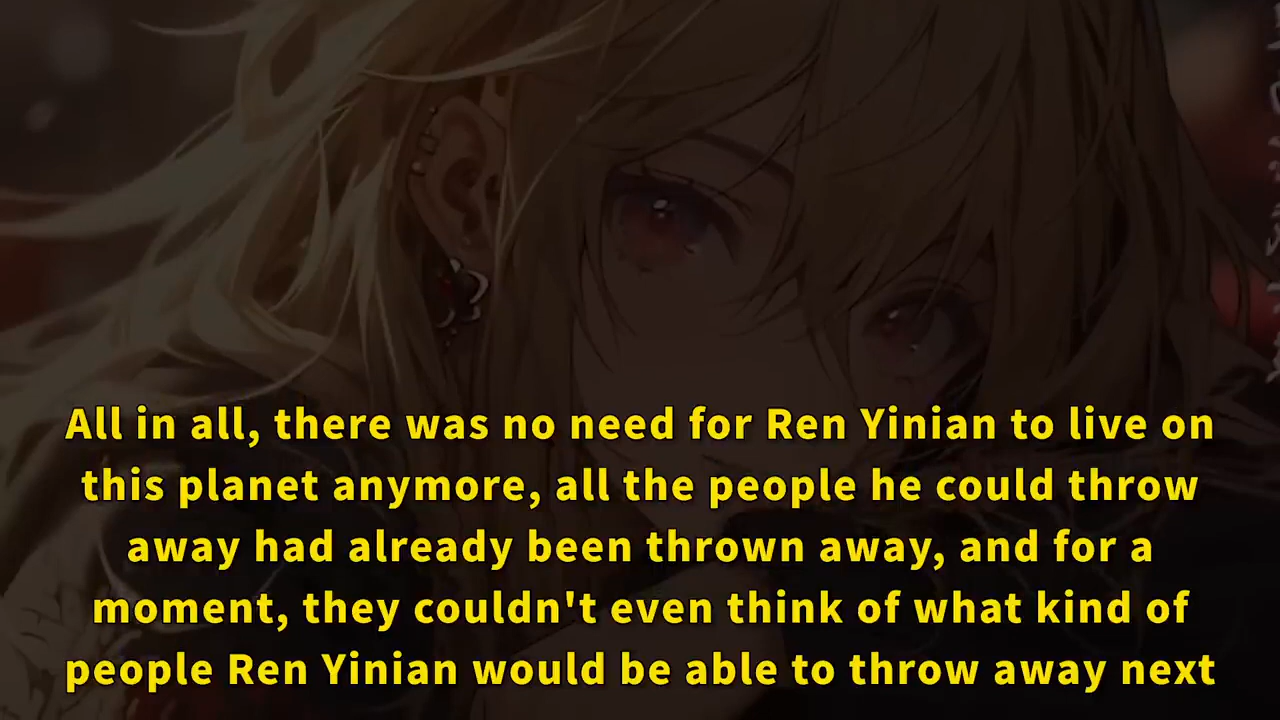 All in all, there was no need for Ren Yinian to live on
this planet anymore, all the people he could throw
away had already been thrown away, and for a
moment, they couldn't even think of what kind of
people Ren Yinian would be able to throw away next